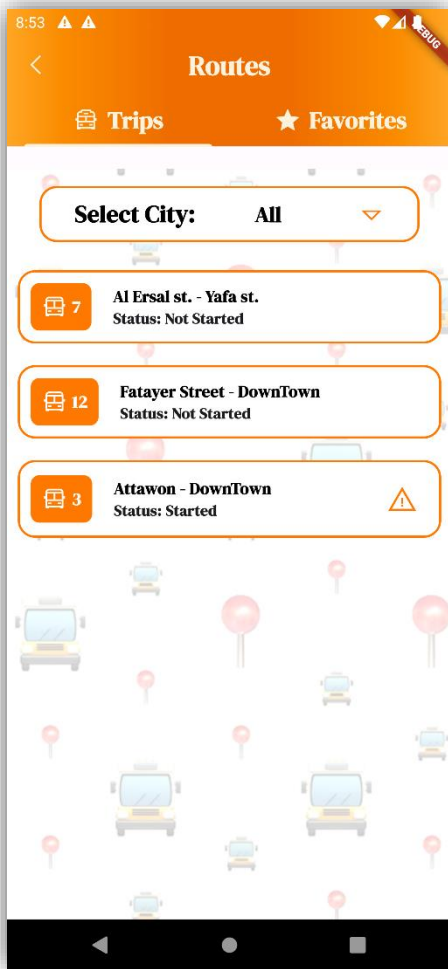 8:53
Routes
Trips
Favorites
Select City: All
7
Al Ersal st. - Yafa st.
Status: Not Started
12
Fatayer Street - DownTown
Status: Not Started
3
Attawon - DownTown
Status: Started